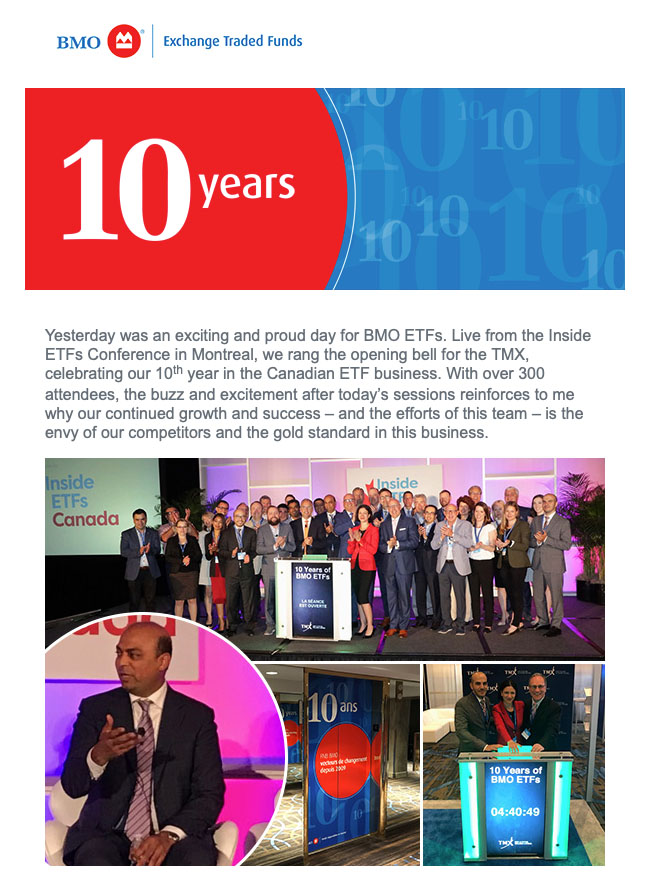 BMO
Exchange Traded Funds
10 years
Yesterday was an exciting and proud day for BMO ETFs. Live from the Inside
ETFs Conference in Montreal, we rang the opening bell for the TMX,
celebrating our 10th year in the Canadian ETF business. With over 300
attendees, the buzz and excitement after today’s sessions reinforces to me
why our continued growth and success – and the efforts of this team – is the
envy of our competitors and the gold standard in this business.
Inside
ETFs
Canada
Inside
10 Years of
BMO ETFs
LA SÉANCE
EST OUVERTE
TMX
years
10 ans
FNB BMO
vecteurs de changement
depuis 2009
TMX
TMX
10 Years of
BMO ETFs
04:40:49
TMX